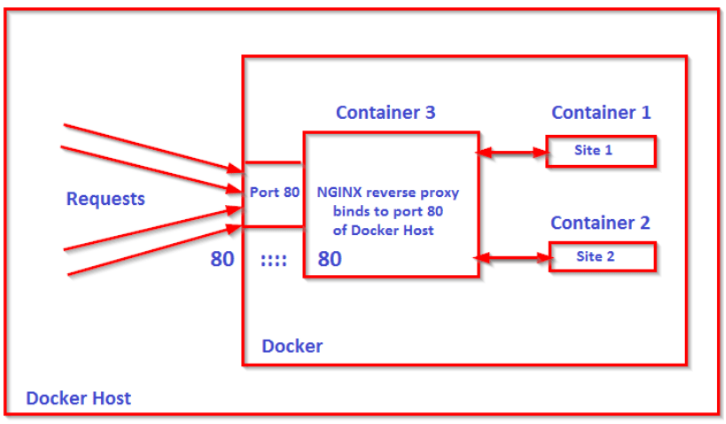 Container 3
Container 1
Site 1
Requests
Port 80
NGINX reverse proxy
binds to port 80
of Docker Host
Container 2
Site 2
80 :::: 80
Docker
Docker Host